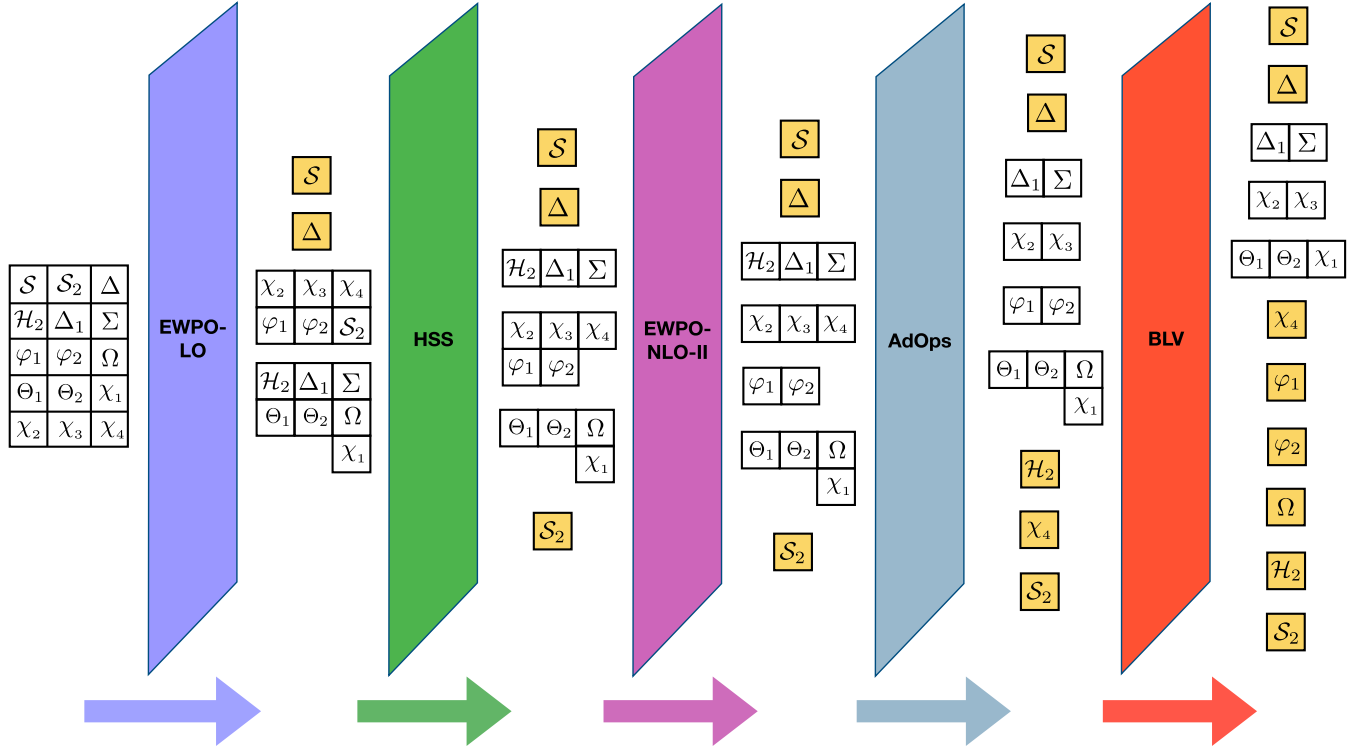 𝒮 𝒮₂ Δ
ℋ₂ Δ₁ Σ
φ₁ φ₂ Ω
Θ₁ Θ₂ χ₁
χ₂ χ₃ χ₄
EWPO-
LO
𝒮
Δ
χ₂ χ₃ χ₄
φ₁ φ₂ 𝒮₂
ℋ₂ Δ₁ Σ
Θ₁ Θ₂ Ω
χ₁
HSS
𝒮
Δ
ℋ₂ Δ₁ Σ
χ₂ χ₃ χ₄
φ₁ φ₂
Θ₁ Θ₂ Ω
χ₁
𝒮₂
EWPO-
NLO-II
𝒮
Δ
ℋ₂ Δ₁ Σ
χ₂ χ₃ χ₄
φ₁ φ₂
Θ₁ Θ₂ Ω
χ₁
𝒮₂
AdOps
𝒮
Δ
Δ₁ Σ
χ₂ χ₃
φ₁ φ₂
Θ₁ Θ₂ Ω
χ₁
ℋ₂
χ₄
𝒮₂
BLV
𝒮
Δ
Δ₁ Σ
χ₂ χ₃
Θ₁ Θ₂ χ₁
χ₄
φ₁
φ₂
Ω
ℋ₂
𝒮₂